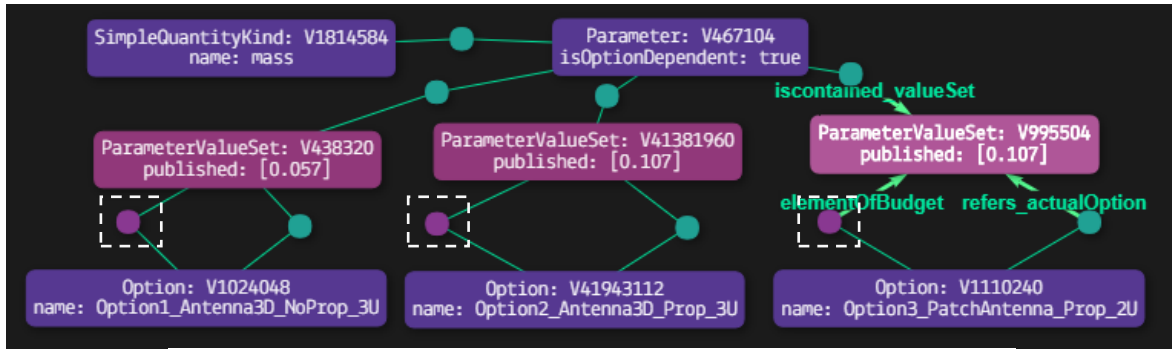 SimpleQuantityKind: V1814584
name: mass
Parameter: V467104
isOptionDependent: true
iscontained_valueSet
ParameterValueSet: V438320
published: [0.057]
ParameterValueSet: V41381960
published: [0.107]
ParameterValueSet: V995504
published: [0.107]
elementOfBudget
refers_actualOption
Option: V1024048
name: Option1_Antenna3D_NoProp_3U
Option: V41943112
name: Option2_Antenna3D_Prop_3U
Option: V1110240
name: Option3_PatchAntenna_Prop_2U